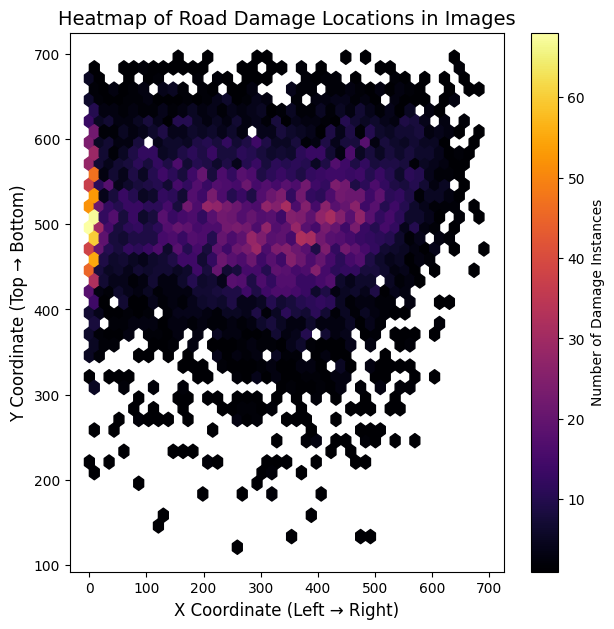 Heatmap of Road Damage Locations in Images
700
600
500
400
300
200
100
Y Coordinate (Top → Bottom)
0 100 200 300 400 500 600 700
X Coordinate (Left → Right)
60
50
40
30
20
10
Number of Damage Instances